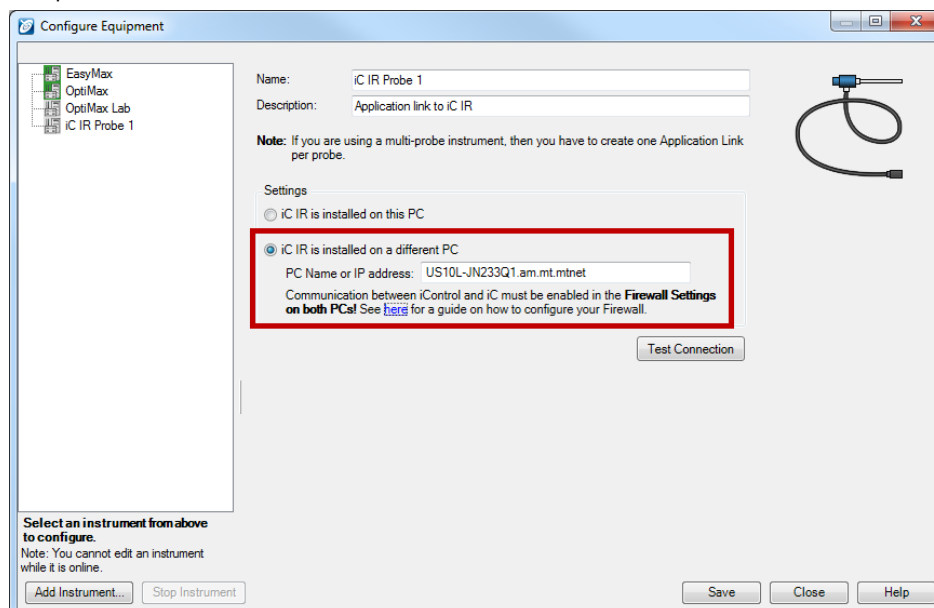 Configure Equipment
EasyMax
OptiMax
OptiMax Lab
iC IR Probe 1
Name: iC IR Probe 1
Description: Application link to iC IR
Note: If you are using a multi-probe instrument, then you have to create one Application Link
per probe.
Settings
iC IR is installed on this PC
iC IR is installed on a different PC
PC Name or IP address: US10L-JN233Q1.am.mt.mtnet
Communication between iControl and iC must be enabled in the Firewall Settings
on both PCs! See here for a guide on how to configure your Firewall.
Test Connection
Select an instrument from above
to configure.
Note: You cannot edit an instrument
while it is online.
Add Instrument... Stop Instrument Save Close Help